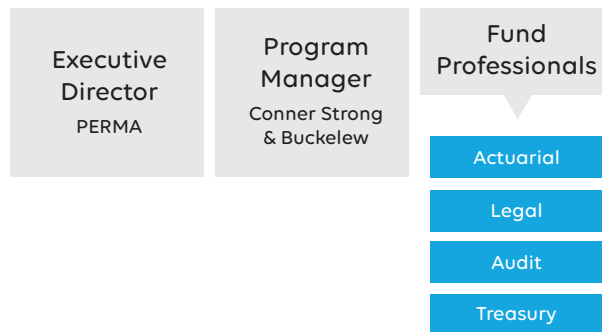 Executive
Director
PERMA
Program
Manager
Conner Strong
& Buckelew
Fund
Professionals
Actuarial
Legal
Audit
Treasury